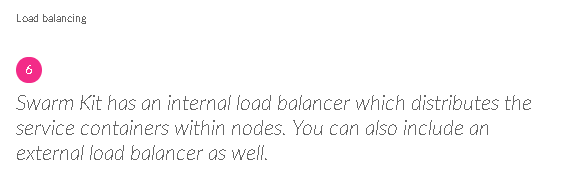 Load balancing
6
Swarm Kit has an internal load balancer which distributes the
service containers within nodes. You can also include an
external load balancer as well.